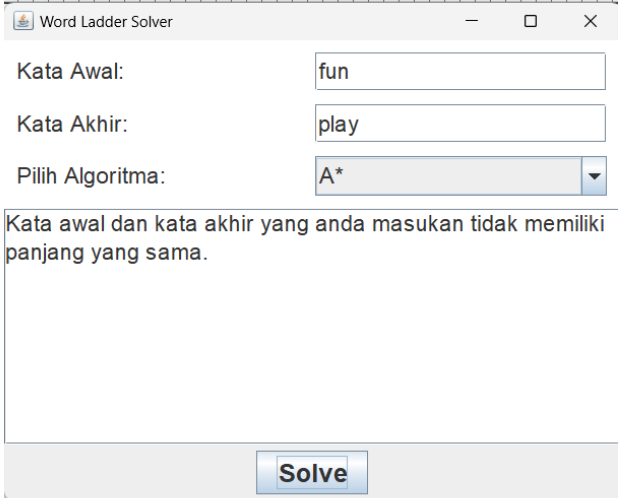 Word Ladder Solver
Kata Awal: fun
Kata Akhir: play
Pilih Algoritma: A*
Kata awal dan kata akhir yang anda masukan tidak memiliki
panjang yang sama.
Solve